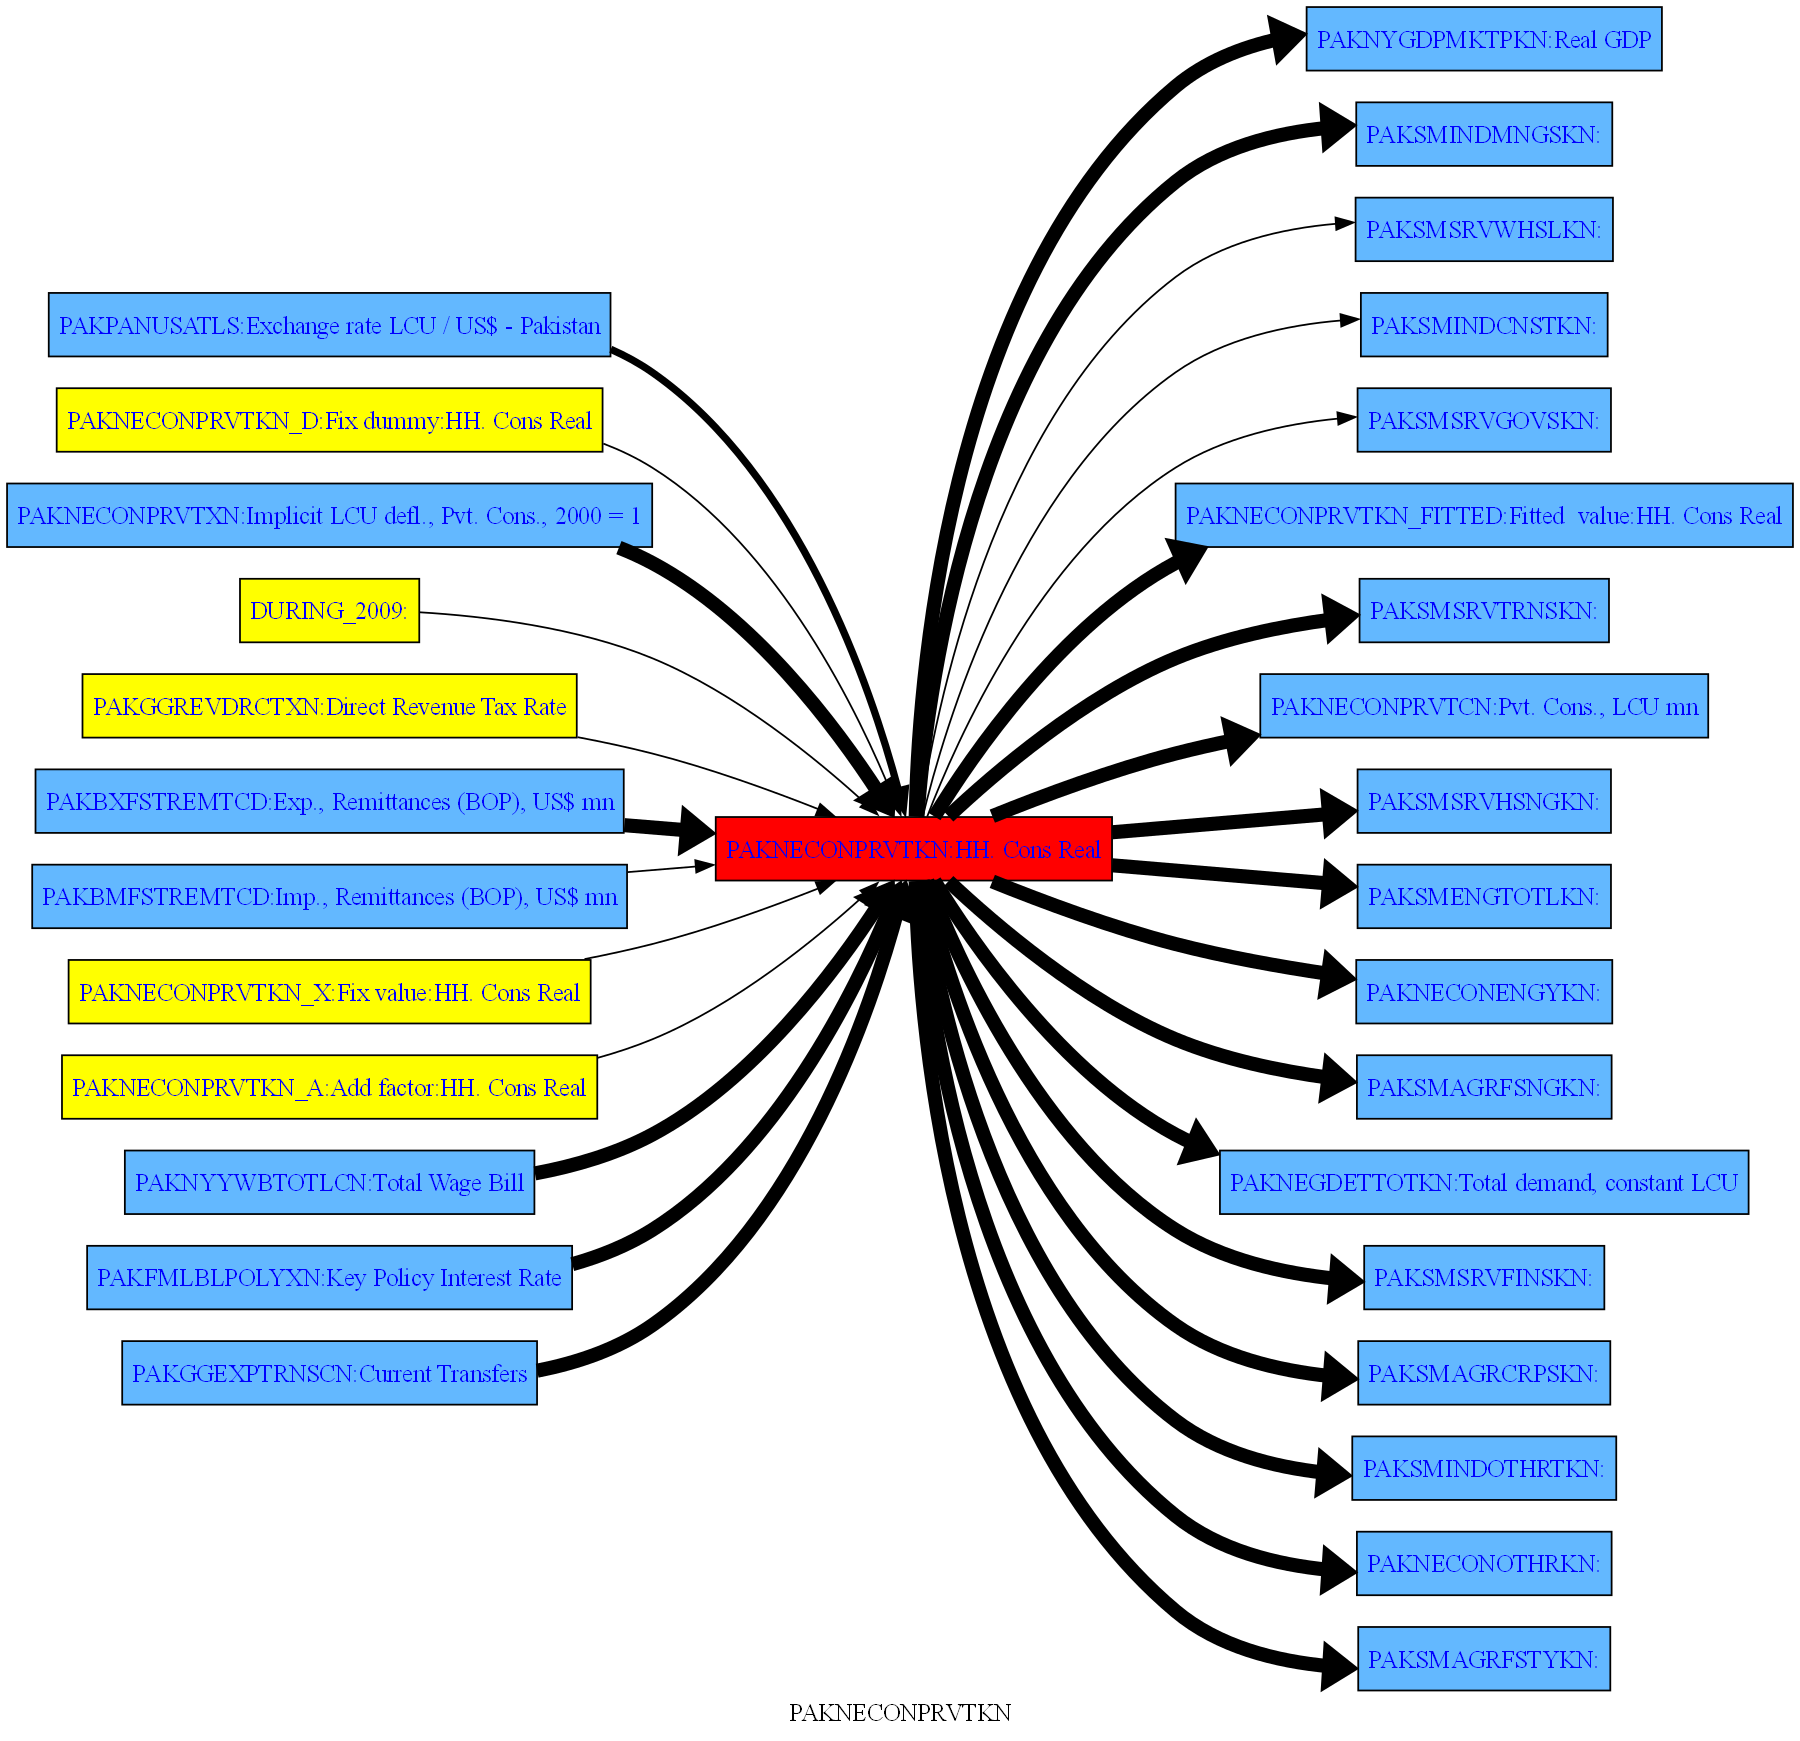 PAKPANUSATLS:Exchange rate LCU / US$ - Pakistan
PAKNECONPRVTKN_D:Fix dummy:HH. Cons Real
PAKNECONPRVTXN:Implicit LCU defl., Pvt. Cons., 2000 = 1
DURING_2009:
PAKGGREVDRCTXN:Direct Revenue Tax Rate
PAKBXFSTREMTCD:Exp., Remittances (BOP), US$ mn
PAKBMFSTREMTCD:Imp., Remittances (BOP), US$ mn
PAKNECONPRVTKN_X:Fix value:HH. Cons Real
PAKNECONPRVTKN_A:Add factor:HH. Cons Real
PAKNYYWBTOTLCN:Total Wage Bill
PAKFMLBLPOLYXN:Key Policy Interest Rate
PAKGGEXPTRNSCN:Current Transfers
PAKNECONPRVTKN:HH. Cons Real
PAKNYGDPMKTPKN:Real GDP
PAKSMINDMNGSKN:
PAKSMSRVWHSLKN:
PAKSMINDCNSTKN:
PAKSMSRVGOVSKN:
PAKNECONPRVTKN_FITTED:Fitted  value:HH. Cons Real
PAKSMSRVTRNSKN:
PAKNECONPRVTCN:Pvt. Cons., LCU mn
PAKSMSRVHSNGKN:
PAKSMENGTOTLKN:
PAKNECONENGYKN:
PAKSMAGRFSNGKN:
PAKNEGDETTOTKN:Total demand, constant LCU
PAKSMSRVFINSKN:
PAKSMAGRCRPSKN:
PAKSMINDOTHRTKN:
PAKNECONOTHRKN:
PAKSMAGRFSTYKN:
PAKNECONPRVTKN